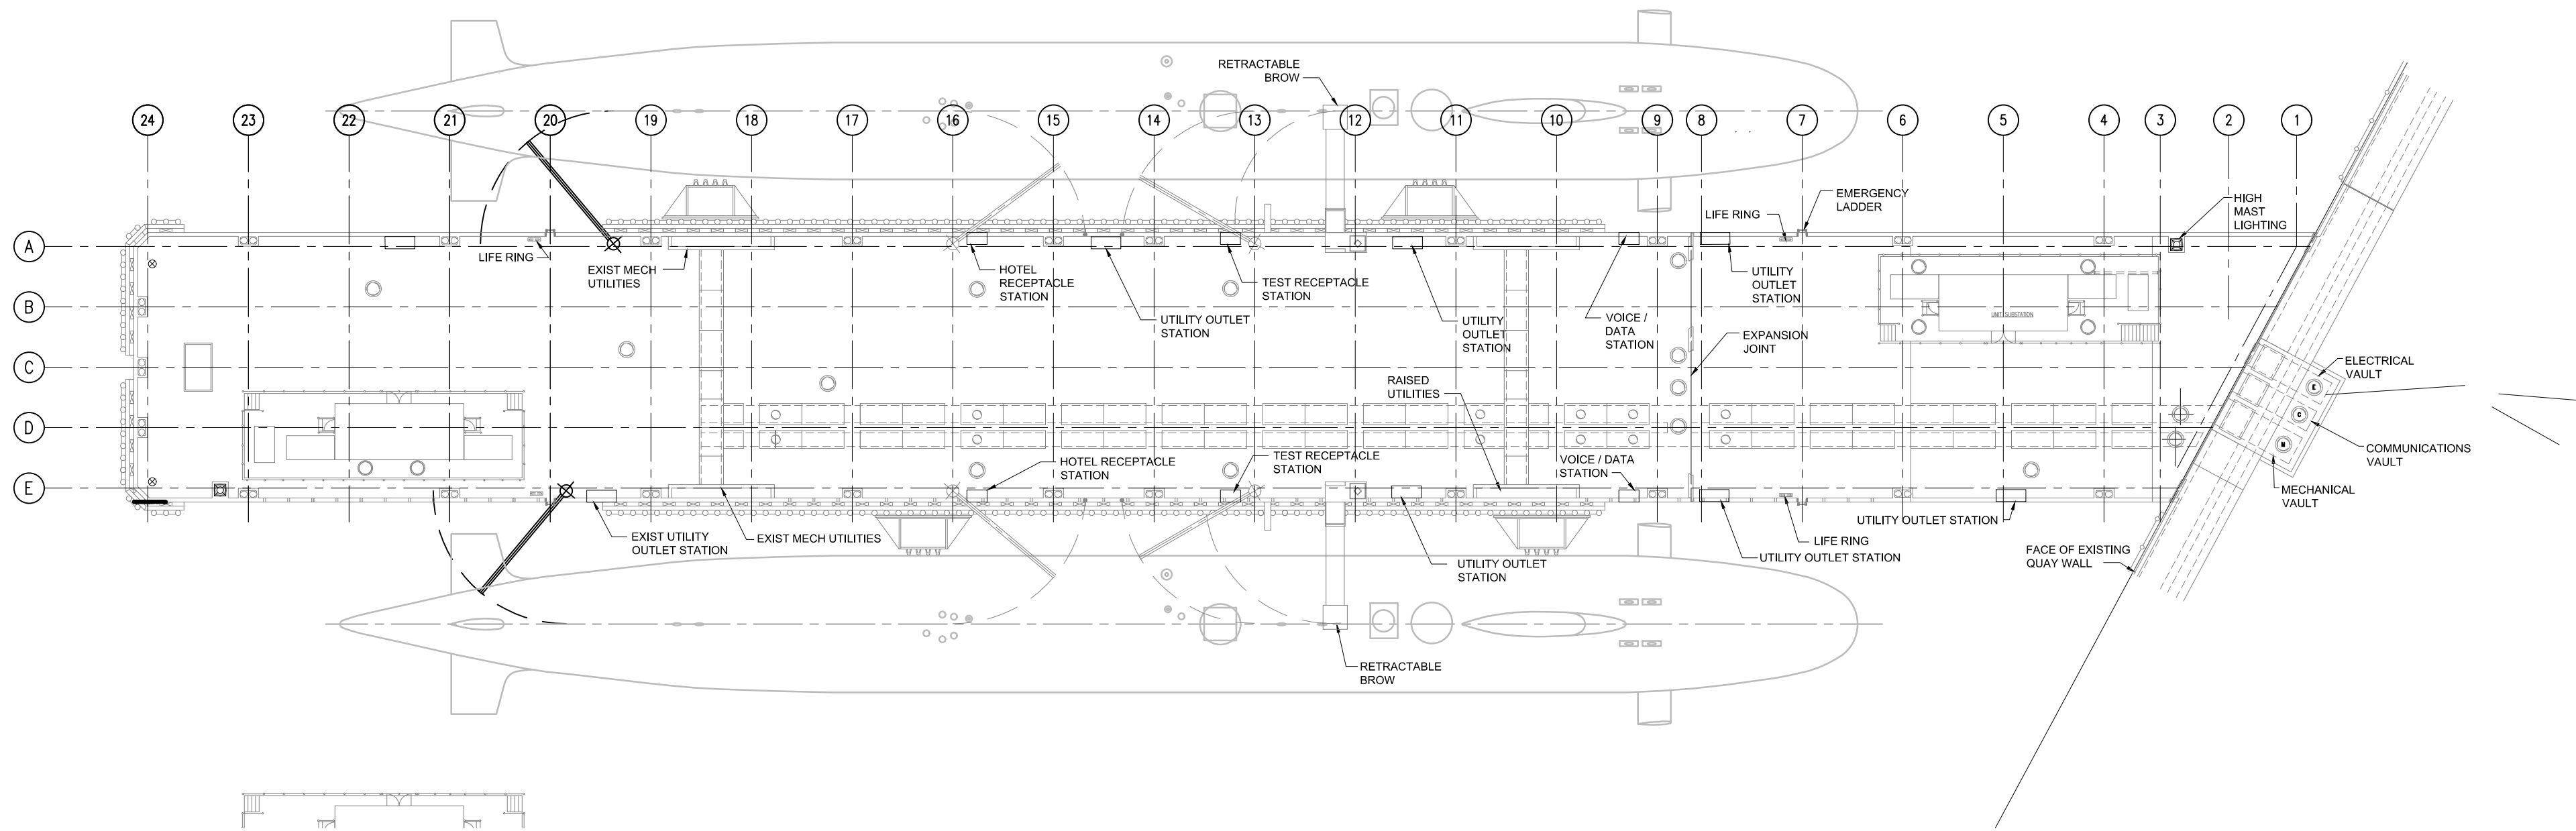 RETRACTABLE
BROW
24
23
22
21
20
19
18
17
16
15
14
13
12
11
10
9
8
7
6
5
4
3
2
1
LIFE RING
EMERGENCY
LADDER
HIGH
MAST
LIGHTING
A
LIFE RING
EXIST MECH
UTILITIES
HOTEL
RECEPTACLE
STATION
TEST RECEPTACLE
STATION
UTILITY
OUTLET
STATION
B
UTILITY OUTLET
STATION
UTILITY
OUTLET
STATION
VOICE /
DATA
STATION
UNIT SUBSTATION
EXPANSION
JOINT
C
ELECTRICAL
VAULT
E
RAISED
UTILITIES
C
D
M
COMMUNICATIONS
VAULT
HOTEL RECEPTACLE
STATION
TEST RECEPTACLE
STATION
VOICE / DATA
STATION
E
MECHANICAL
VAULT
UTILITY OUTLET STATION
EXIST UTILITY
OUTLET STATION
EXIST MECH UTILITIES
LIFE RING
UTILITY OUTLET STATION
FACE OF EXISTING
QUAY WALL
UTILITY OUTLET
STATION
RETRACTABLE
BROW